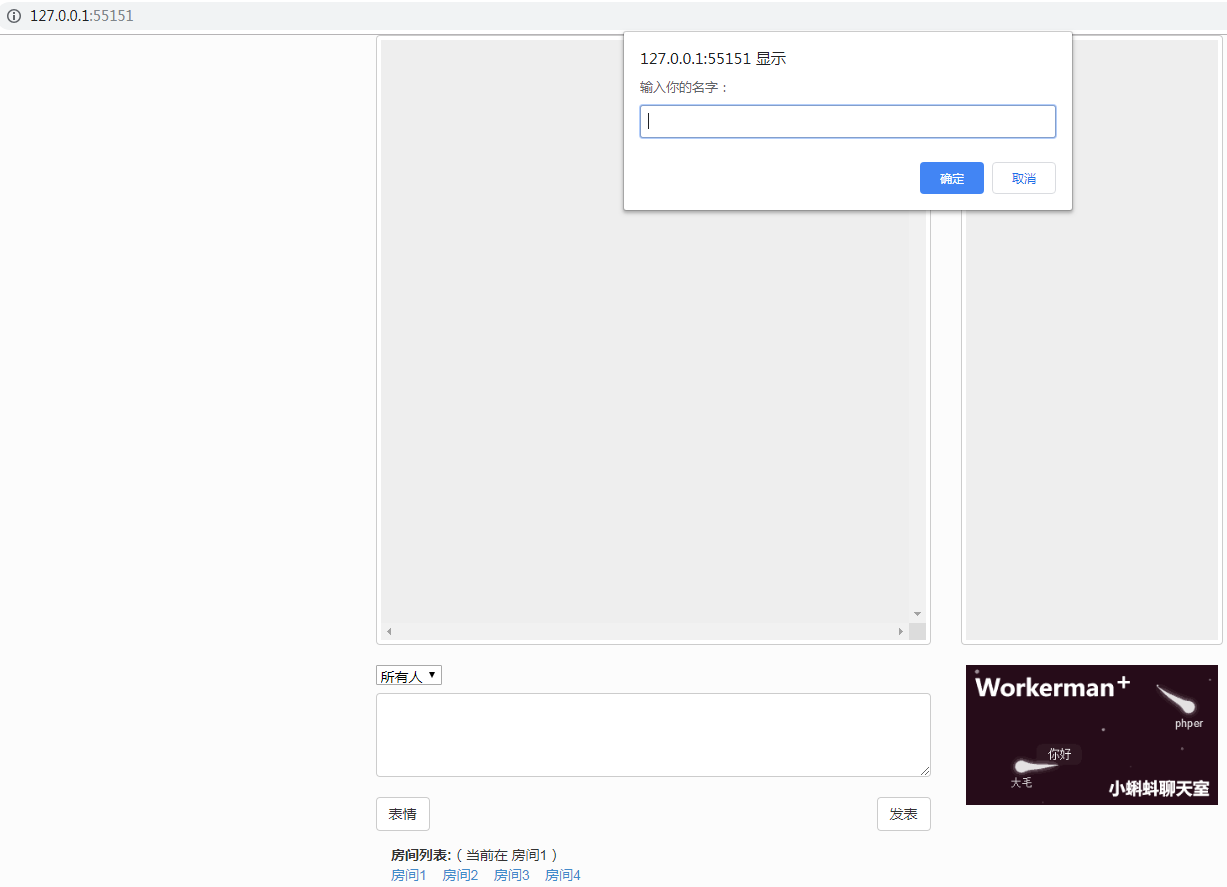 127.0.0.1:55151
127.0.0.1:55151 显示
输入你的名字：
确定 取消
所有人
表情 发表
房间列表:（当前在 房间1）
房间1 房间2 房间3 房间4
Workerman+
phper
你好
大毛
小蝌蚪聊天室